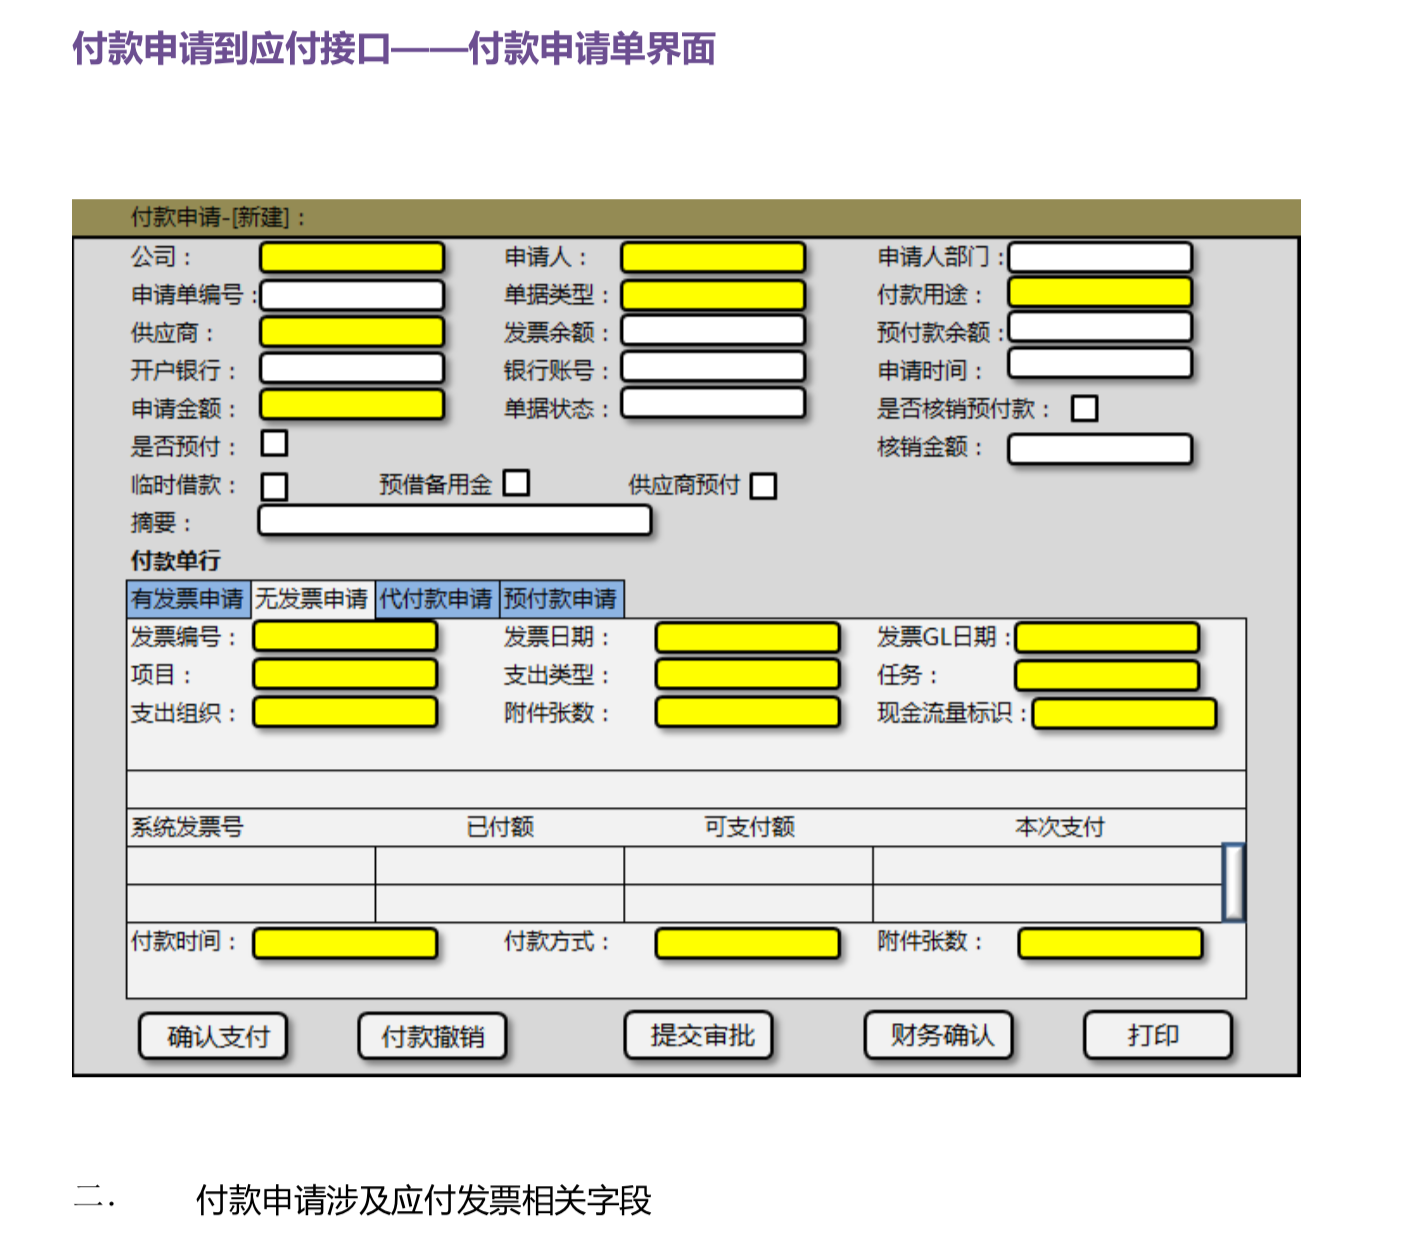 付款申请到应付接口——付款申请单界面
付款申请-[新建]：
公司： 申请人： 申请人部门：
申请单编号： 单据类型： 付款用途：
供应商： 发票余额： 预付款余额：
开户银行： 银行账号： 申请时间：
申请金额： 单据状态： 是否核销预付款：
是否预付： 核销金额：
临时借款： 预借备用金 供应商预付
摘要：
付款单行
有发票申请 无发票申请 代付款申请 预付款申请
发票编号： 发票日期： 发票GL日期：
项目： 支出类型： 任务：
支出组织： 附件张数： 现金流量标识：
系统发票号 已付额 可支付额 本次支付
付款时间： 付款方式： 附件张数：
确认支付 付款撤销 提交审批 财务确认 打印
二. 付款申请涉及应付发票相关字段